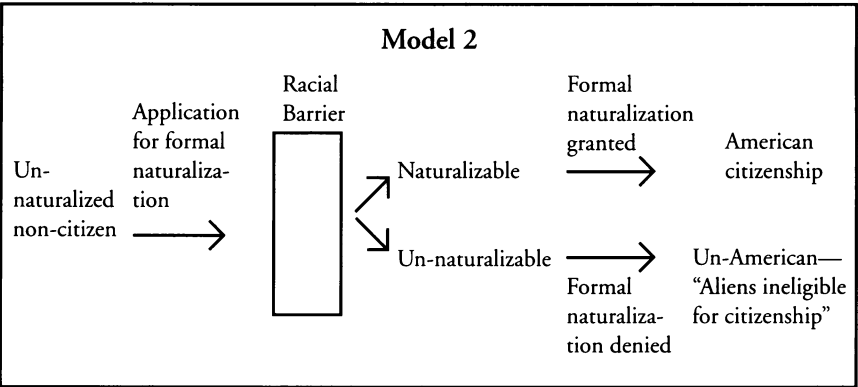 Model 2
Un-
naturalized
non-citizen
Application
for formal
naturaliza-
tion
Racial
Barrier
Naturalizable
Un-naturalizable
Formal
naturalization
granted
American
citizenship
Formal
naturaliza-
tion denied
Un-American—
“Aliens ineligible
for citizenship”